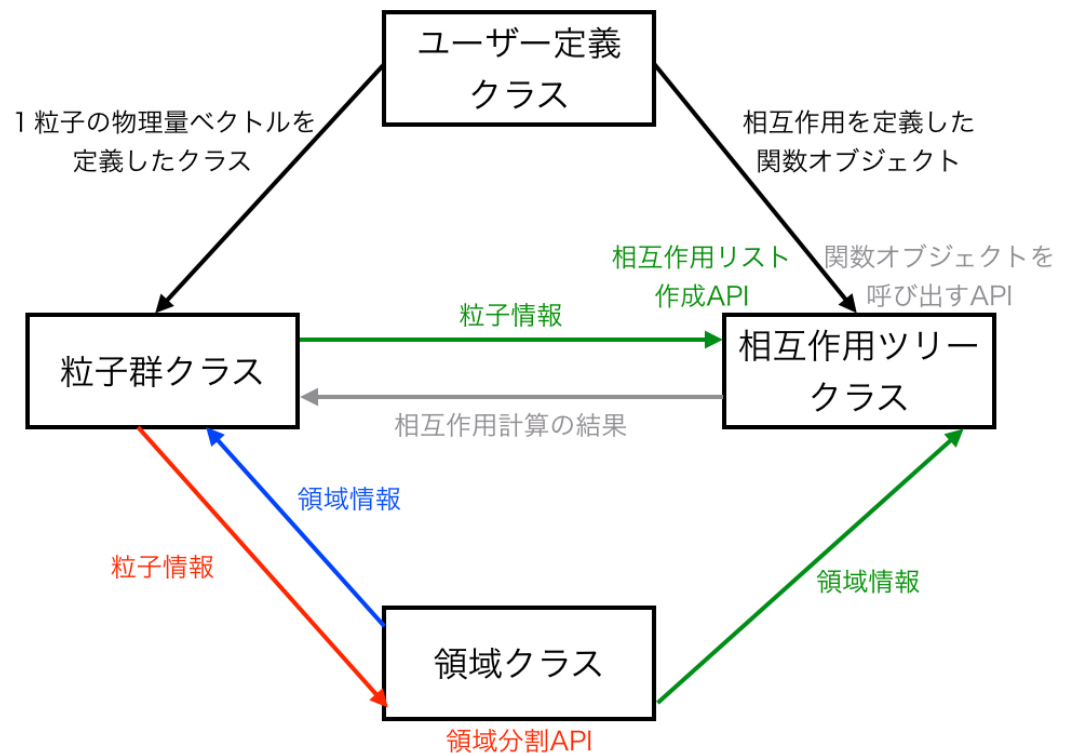 ユーザー定義
クラス
１粒子の物理量ベクトルを
定義したクラス
相互作用を定義した
関数オブジェクト
相互作用リスト
作成API
関数オブジェクトを
呼び出すAPI
粒子情報
粒子群クラス
相互作用ツリー
クラス
相互作用計算の結果
領域情報
粒子情報
領域情報
領域クラス
領域分割API